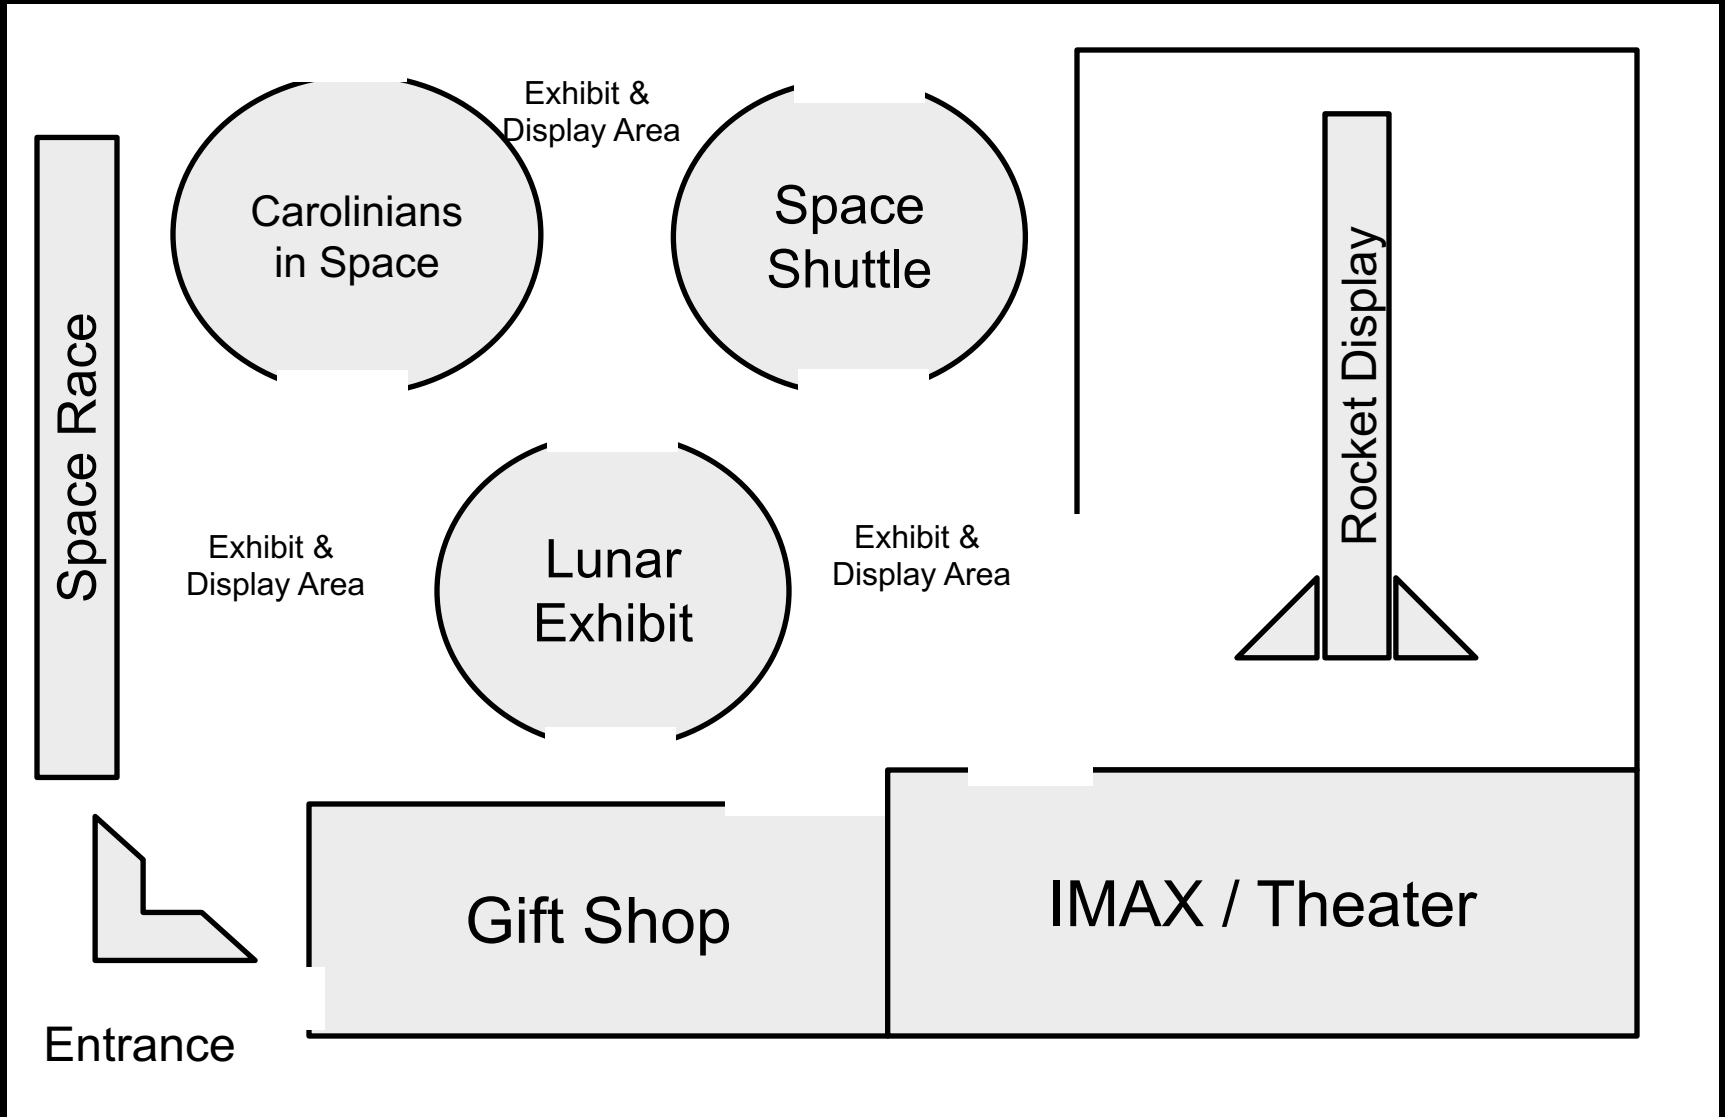 Exhibit &
Display Area
Carolinians
in Space
Space
Shuttle
Rocket Display
Space Race
Exhibit &
Display Area
Lunar
Exhibit
Exhibit &
Display Area
Gift Shop
IMAX / Theater
Entrance